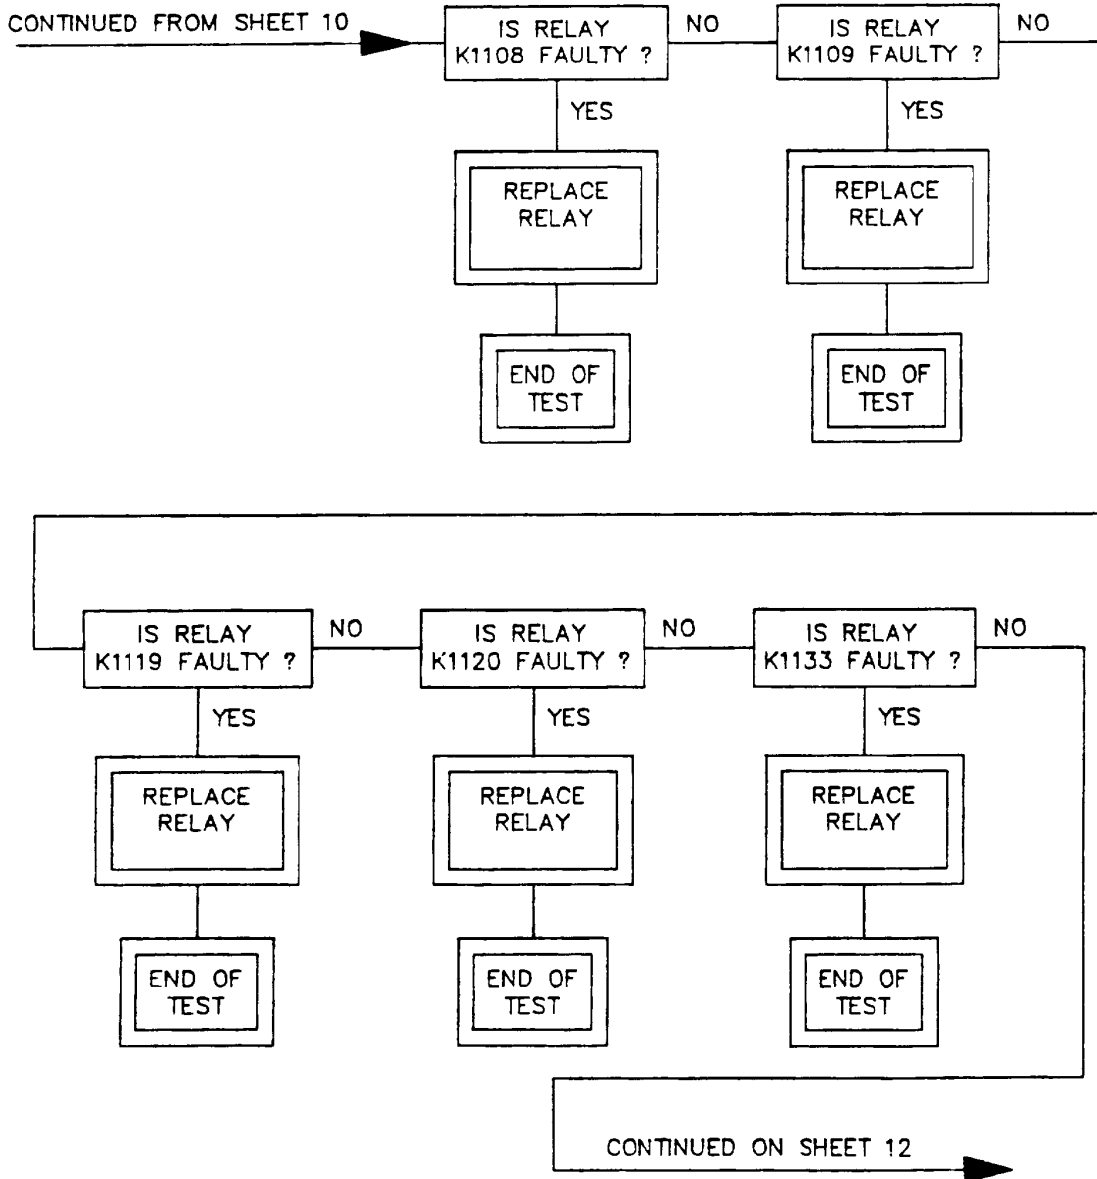 CONTINUED FROM SHEET 10
IS RELAY
K1108 FAULTY ?
NO
IS RELAY
K1109 FAULTY ?
NO
YES
YES
REPLACE
RELAY
REPLACE
RELAY
END OF
TEST
END OF
TEST
IS RELAY
K1119 FAULTY ?
NO
IS RELAY
K1120 FAULTY ?
NO
IS RELAY
K1133 FAULTY ?
NO
YES
YES
YES
REPLACE
RELAY
REPLACE
RELAY
REPLACE
RELAY
END OF
TEST
END OF
TEST
END OF
TEST
CONTINUED ON SHEET 12